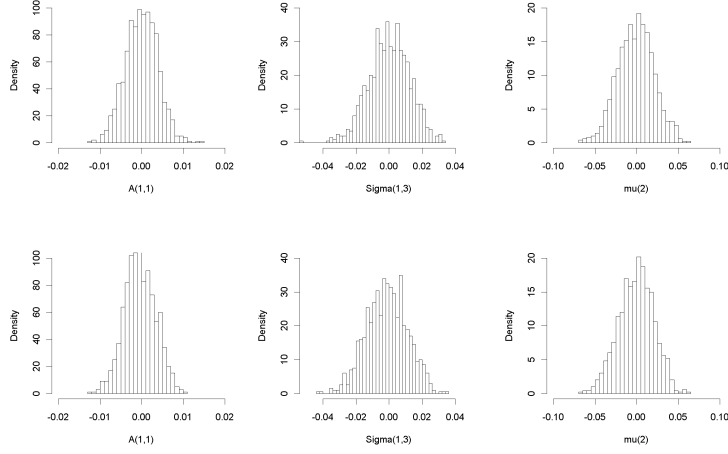 Density
0 20 40 60 80 100
-0.02 -0.01 0.00 0.01 0.02
A(1,1)
Density
0 10 20 30 40
-0.04 -0.02 0.00 0.02 0.04
Sigma(1,3)
Density
0 5 10 15 20
-0.10 -0.05 0.00 0.05 0.10
mu(2)
Density
0 20 40 60 80 100
-0.02 -0.01 0.00 0.01 0.02
A(1,1)
Density
0 10 20 30 40
-0.04 -0.02 0.00 0.02 0.04
Sigma(1,3)
Density
0 5 10 15 20
-0.10 -0.05 0.00 0.05 0.10
mu(2)